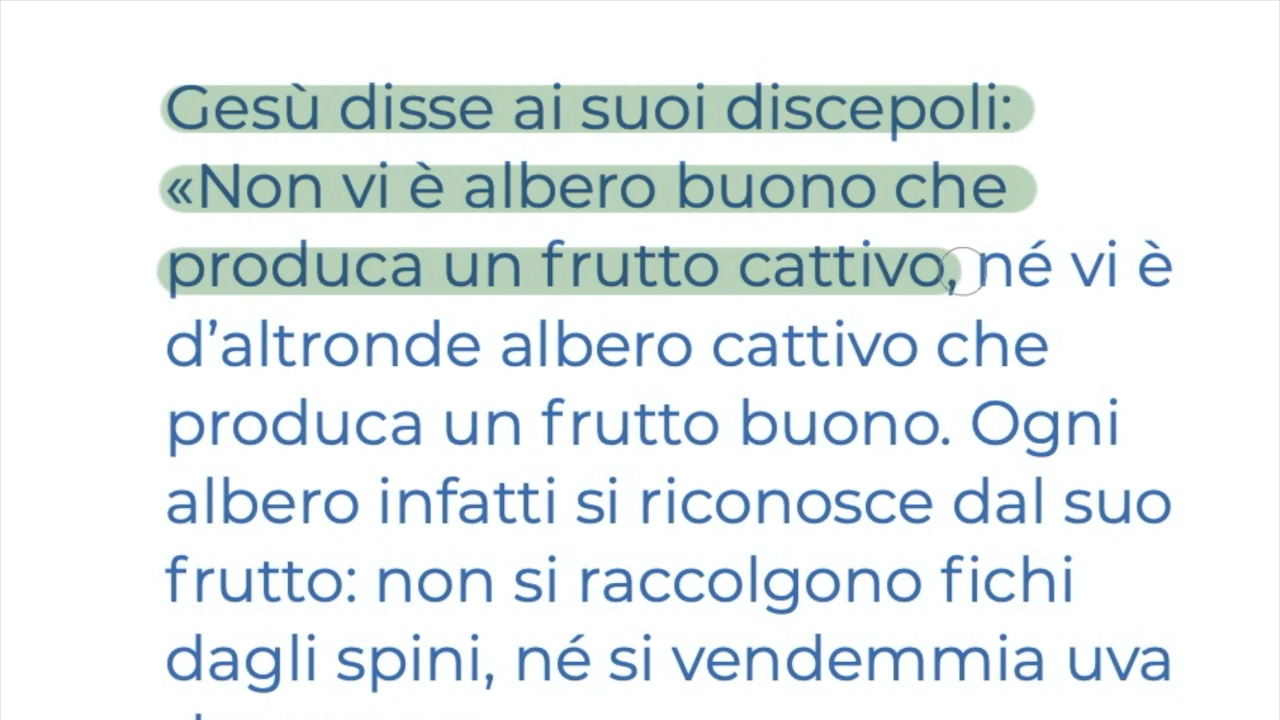 Gesù disse ai suoi discepoli:
«Non vi è albero buono che
produca un frutto cattivo, né vi è
d’altronde albero cattivo che
produca un frutto buono. Ogni
albero infatti si riconosce dal suo
frutto: non si raccolgono fichi
dagli spini, né si vendemmia uva